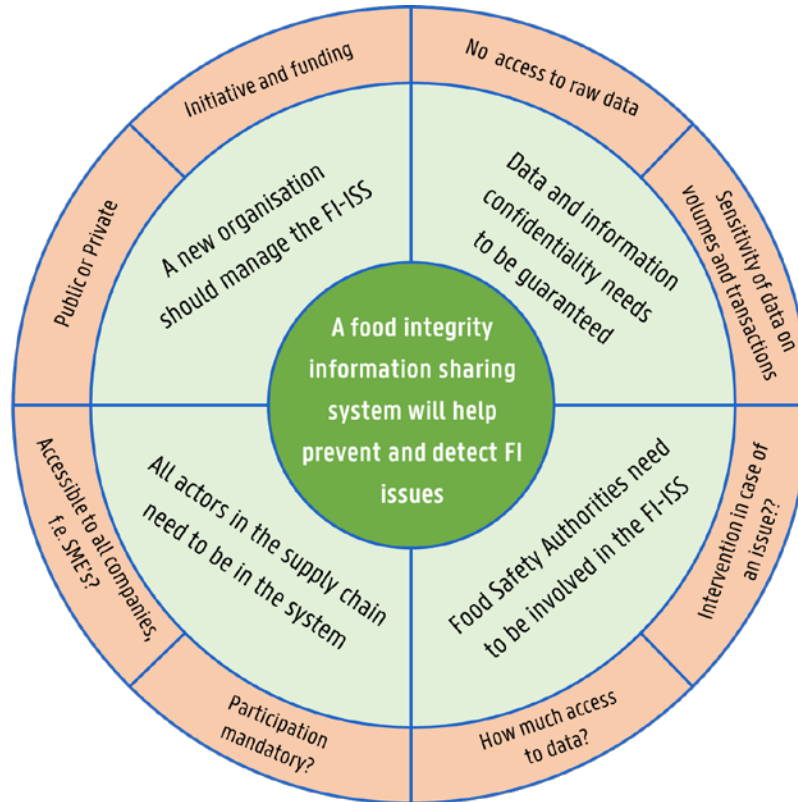 Initiative and funding
No access to raw data
Public or Private
A new organisation
should manage the FI-ISS
Data and information
confidentiality needs
to be guaranteed
Sensitivity of data on
volumes and transactions
A food integrity
information sharing
system will help
prevent and detect FI
issues
Accessible to all companies,
f.e. SME's?
All actors in the supply chain
need to be in the system
Food Safety Authorities need
to be involved in the FI-ISS
Intervention in case of
an issue??
Participation
mandatory?
How much access
to data?